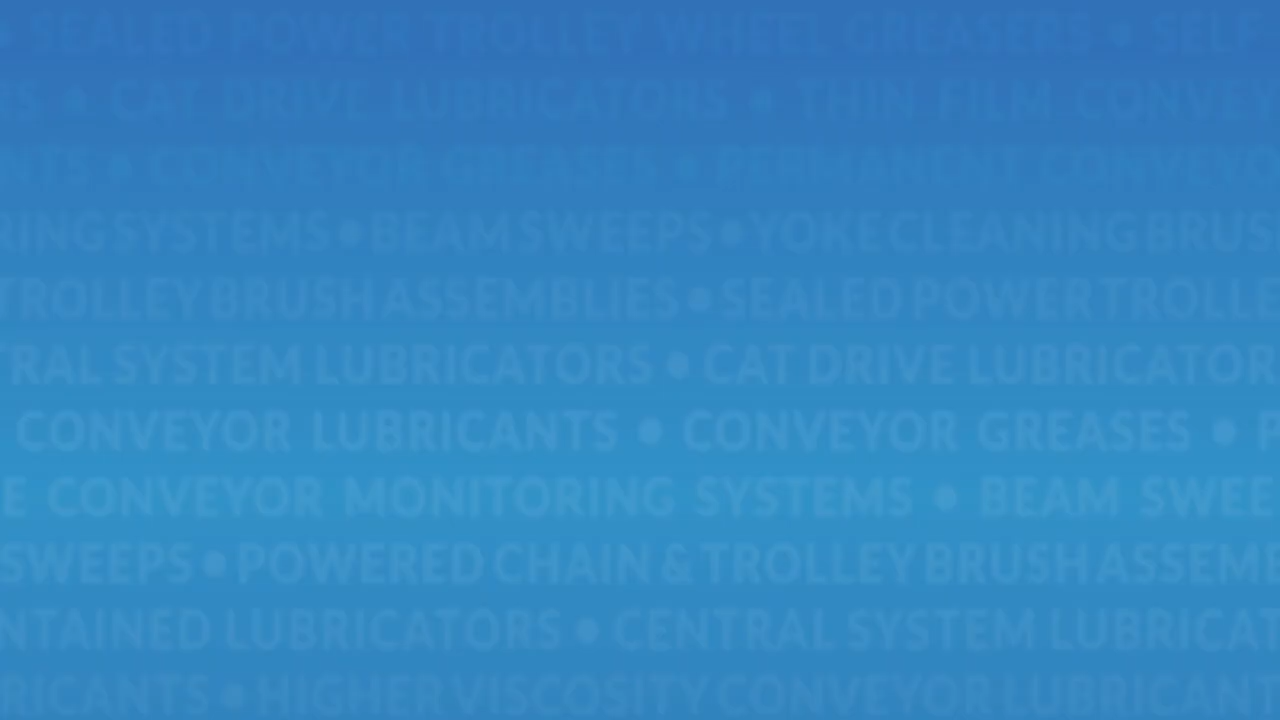 SEALED POWER TROLLEY WHEEL GREASERS • SELF
ES • CAT DRIVE LUBRICATORS • THIN FILM CONVEY
NTS • CONVEYOR GREASES • PERMANENT CONVEYO
RING SYSTEMS • BEAM SWEEPS • YOKE CLEANING BRUS
TROLLEY BRUSH ASSEMBLIES • SEALED POWER TROLLE
TRAL SYSTEM LUBRICATORS • CAT DRIVE LUBRICATOR
CONVEYOR LUBRICANTS • CONVEYOR GREASES • P
E CONVEYOR MONITORING SYSTEMS • BEAM SWEE
SWEEPS • POWERED CHAIN & TROLLEY BRUSH ASSEMB
NTAINED LUBRICATORS • CENTRAL SYSTEM LUBRICAT
RICANTS • HIGHER VISCOSITY CONVEYOR LUBRICANT